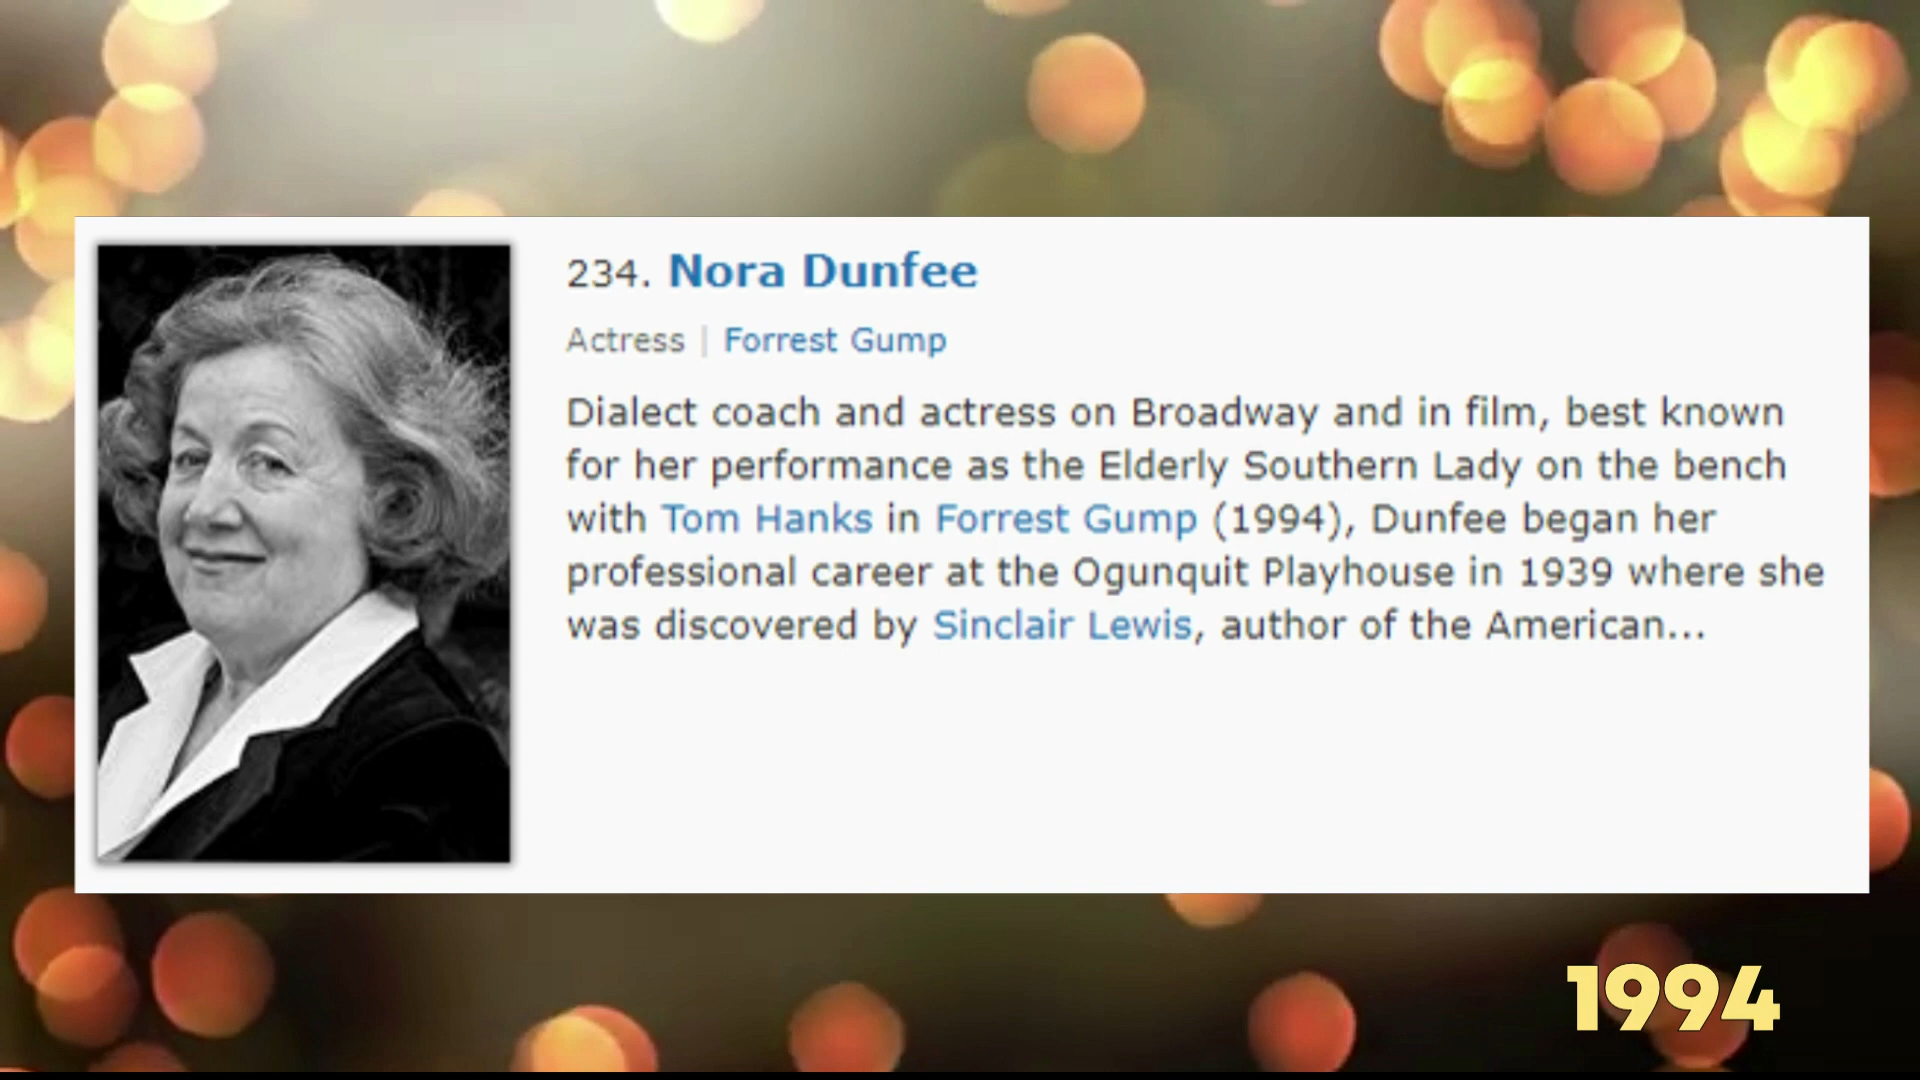 234. Nora Dunfee
Actress | Forrest Gump
Dialect coach and actress on Broadway and in film, best known
for her performance as the Elderly Southern Lady on the bench
with Tom Hanks in Forrest Gump (1994), Dunfee began her
professional career at the Ogunquit Playhouse in 1939 where she
was discovered by Sinclair Lewis, author of the American...
1994